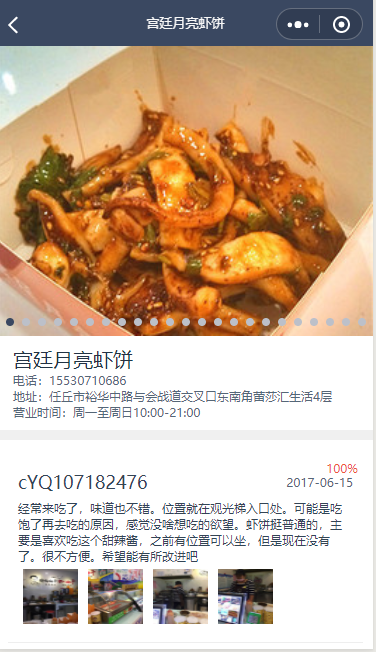 宫廷月亮虾饼
宫廷月亮虾饼
电话：15530710686
地址：任丘市裕华中路与会战道交叉口东南角茜莎汇生活4层
营业时间：周一至周日10:00-21:00
100%
cYQ107182476
2017-06-15
经常来吃了，味道也不错。位置就在观光梯入口处。可能是吃
饱了再去吃的原因，感觉没啥想吃的欲望。虾饼挺普通的，主
要是喜欢吃这个甜辣酱，之前有位置可以坐，但是现在没有
了。很不方便。希望能有所改进吧